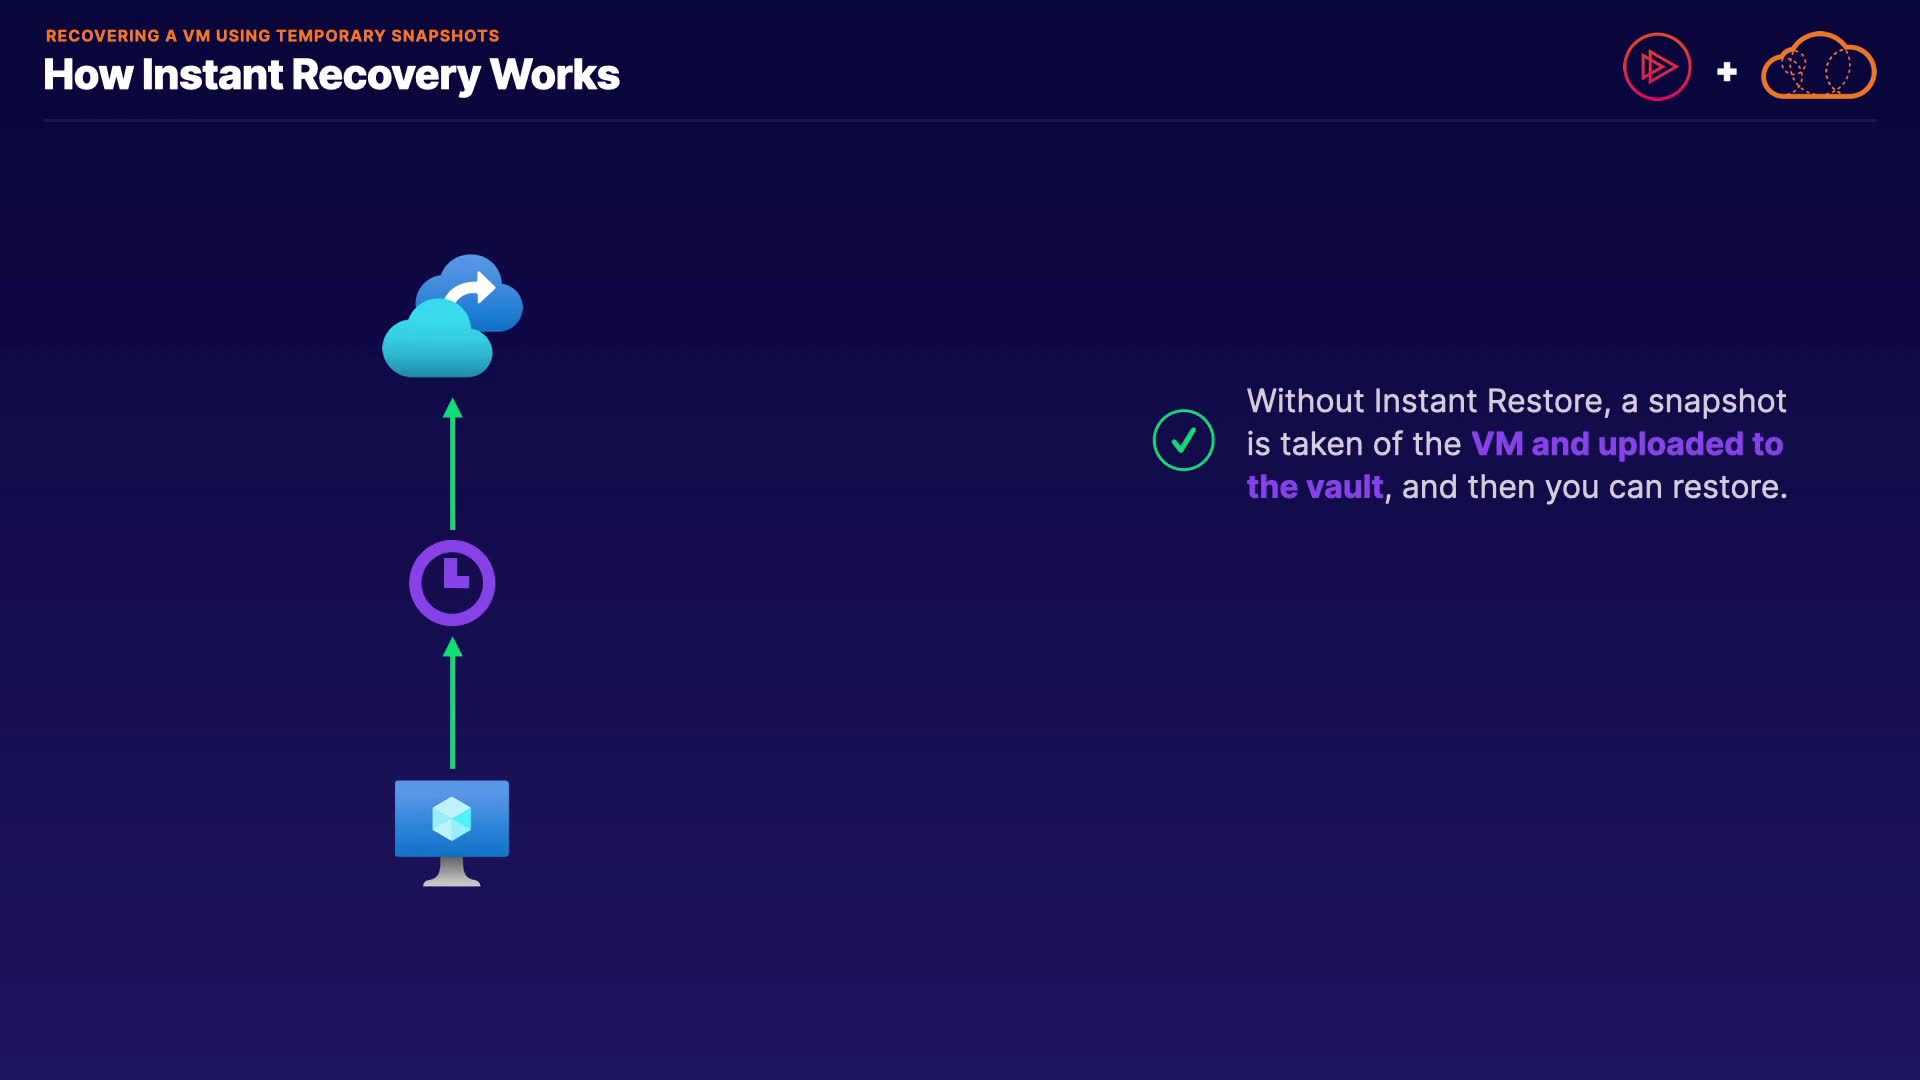 RECOVERING A VM USING TEMPORARY SNAPSHOTS
How Instant Recovery Works
Without Instant Restore, a snapshot
is taken of the VM and uploaded to
the vault, and then you can restore.